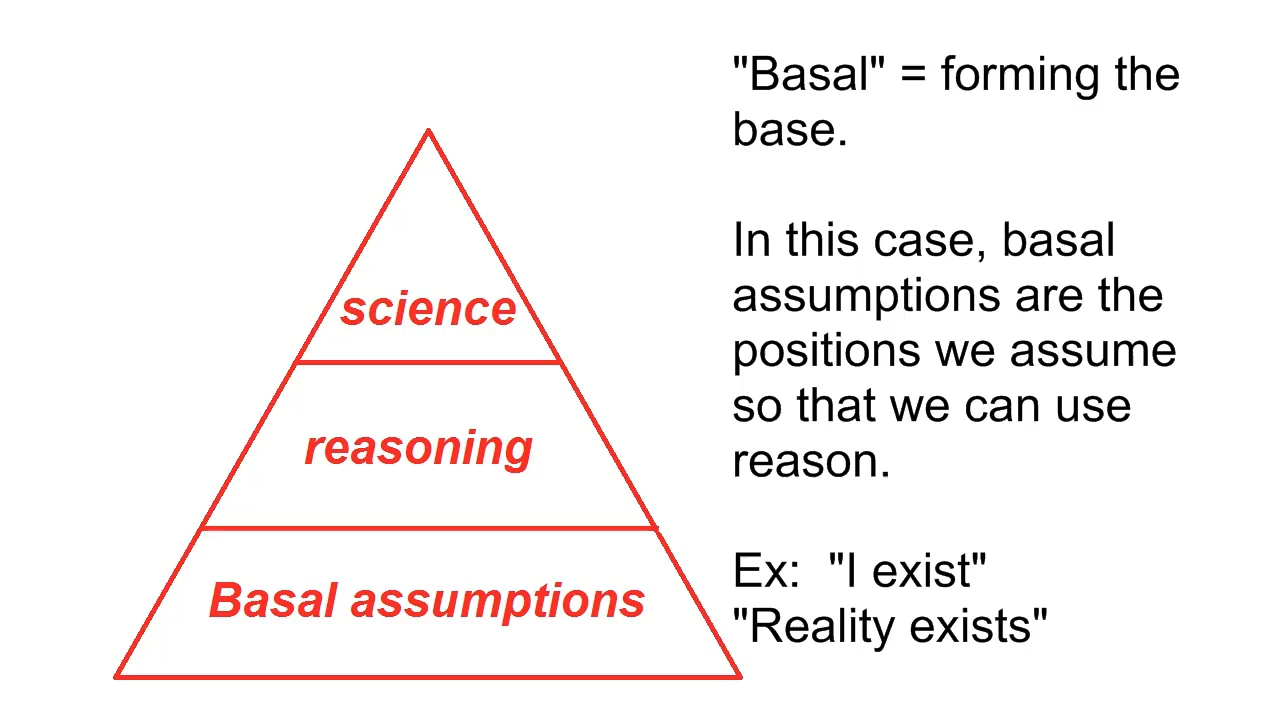 "Basal" = forming the
base.
In this case, basal
assumptions are the
positions we assume
so that we can use
reason.
Ex:  "I exist"
"Reality exists"
science
reasoning
Basal assumptions